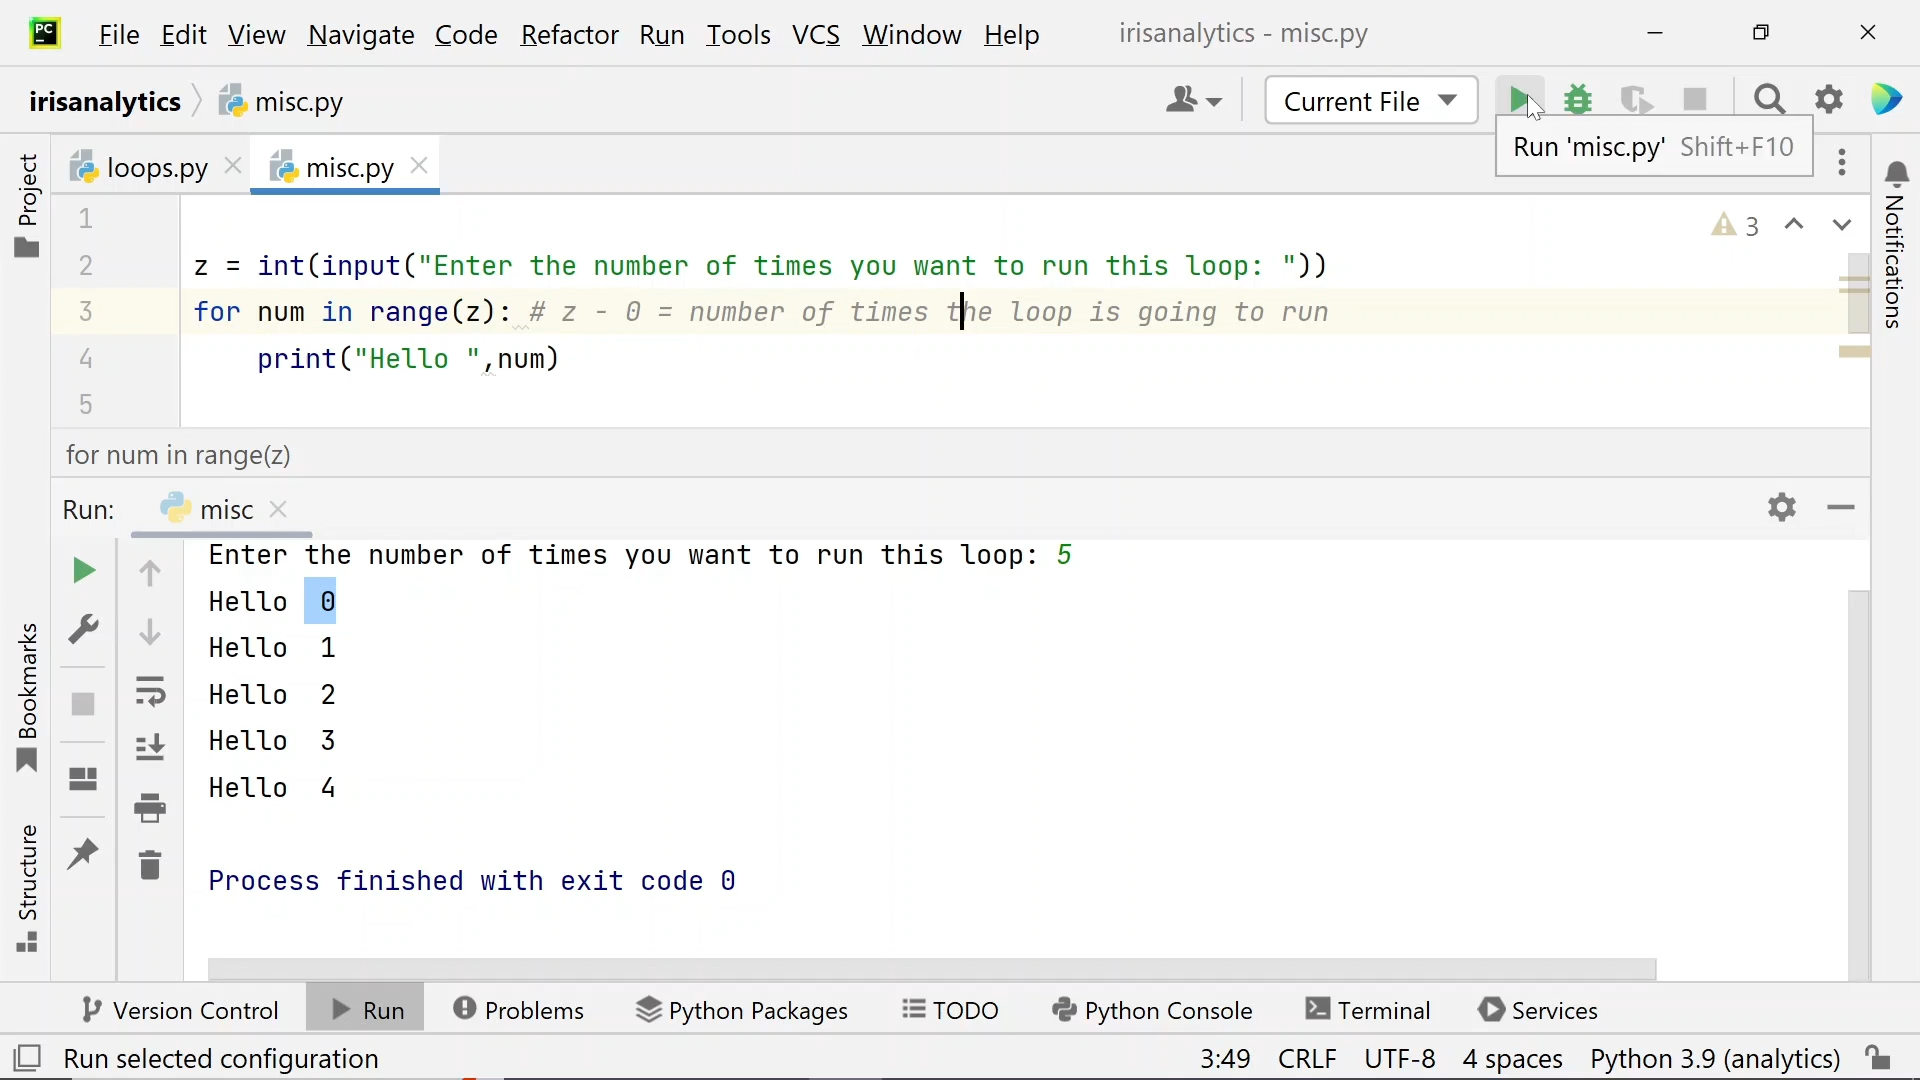 PC File Edit View Navigate Code Refactor Run Tools VCS Window Help irisanalytics - misc.py
irisanalytics misc.py Current File
Run 'misc.py' Shift+F10
loops.py misc.py
Project
Notifications
1
3
2 z = int(input("Enter the number of times you want to run this loop: "))
3 for num in range(z): # z - 0 = number of times the loop is going to run
4 print("Hello ",num)
5
for num in range(z)
Run: misc
Enter the number of times you want to run this loop: 5
Hello  0
Hello  1
Hello  2
Hello  3
Hello  4
Process finished with exit code 0
Bookmarks
Structure
Version Control Run Problems Python Packages TODO Python Console Terminal Services
Run selected configuration 3:49 CRLF UTF-8 4 spaces Python 3.9 (analytics)